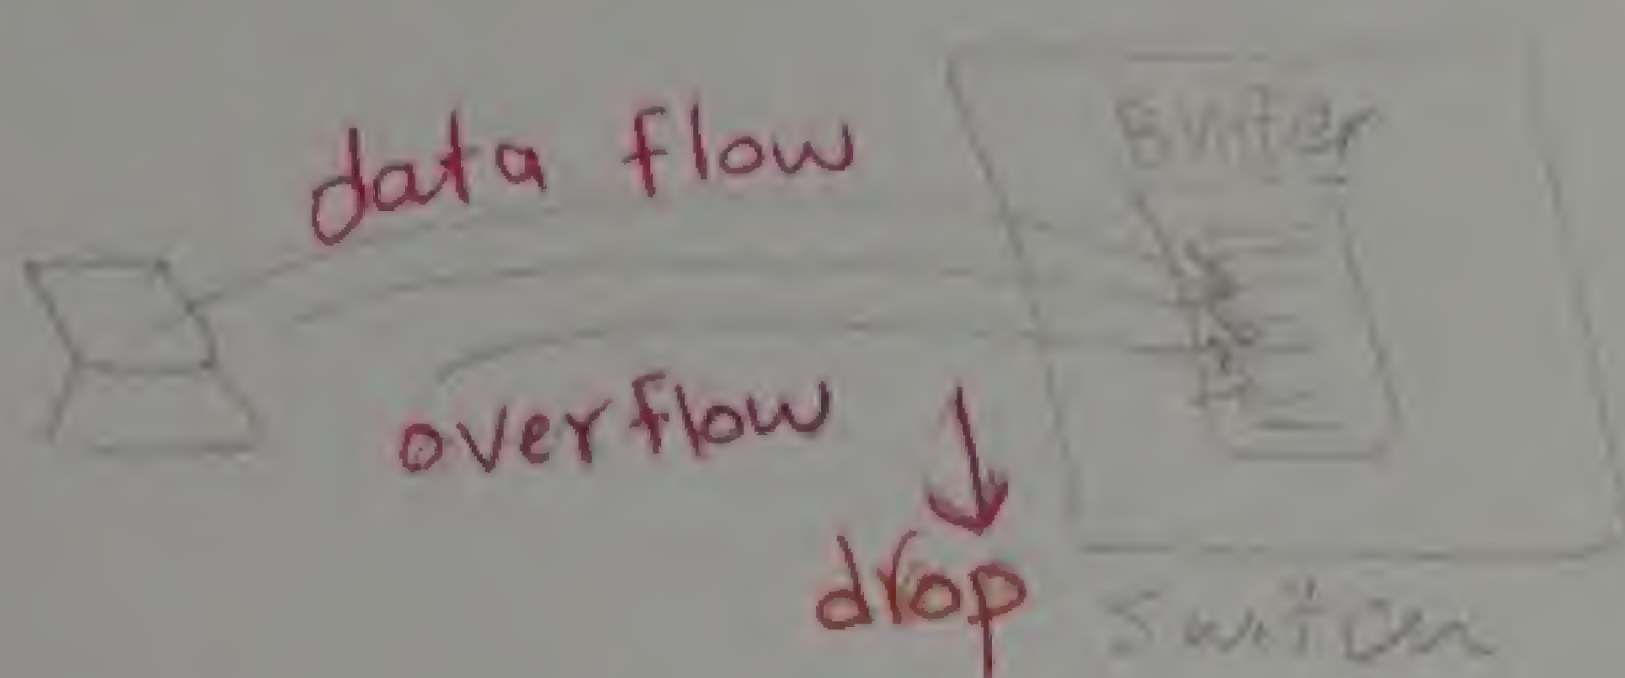 data flow
buffer
overflow
drop
Switch